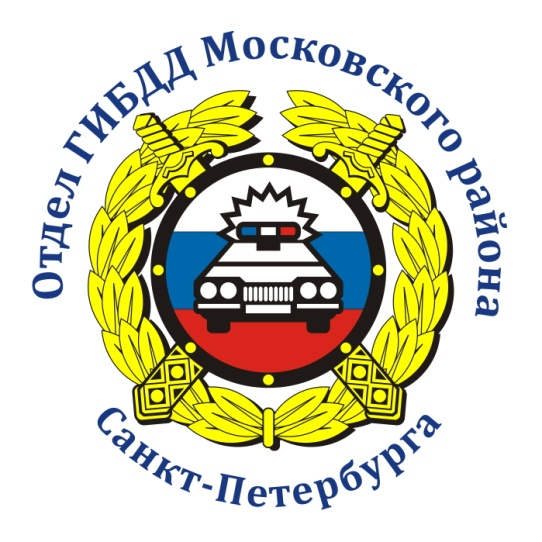 Отдел ГИБДД Московского района
Санкт-Петербурга